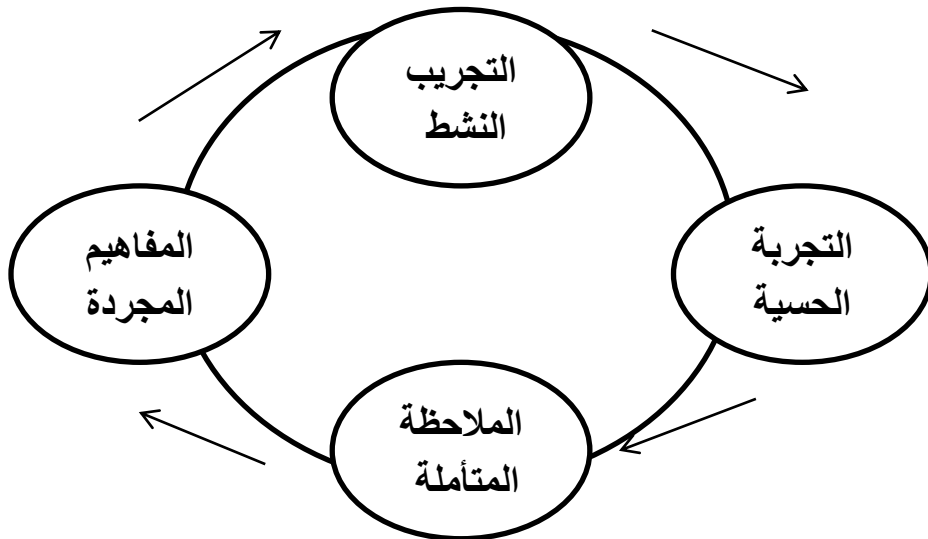 التجريب
النشط
التجربة
الحسية
المفاهيم
المجردة
الملاحظة
المتأملة